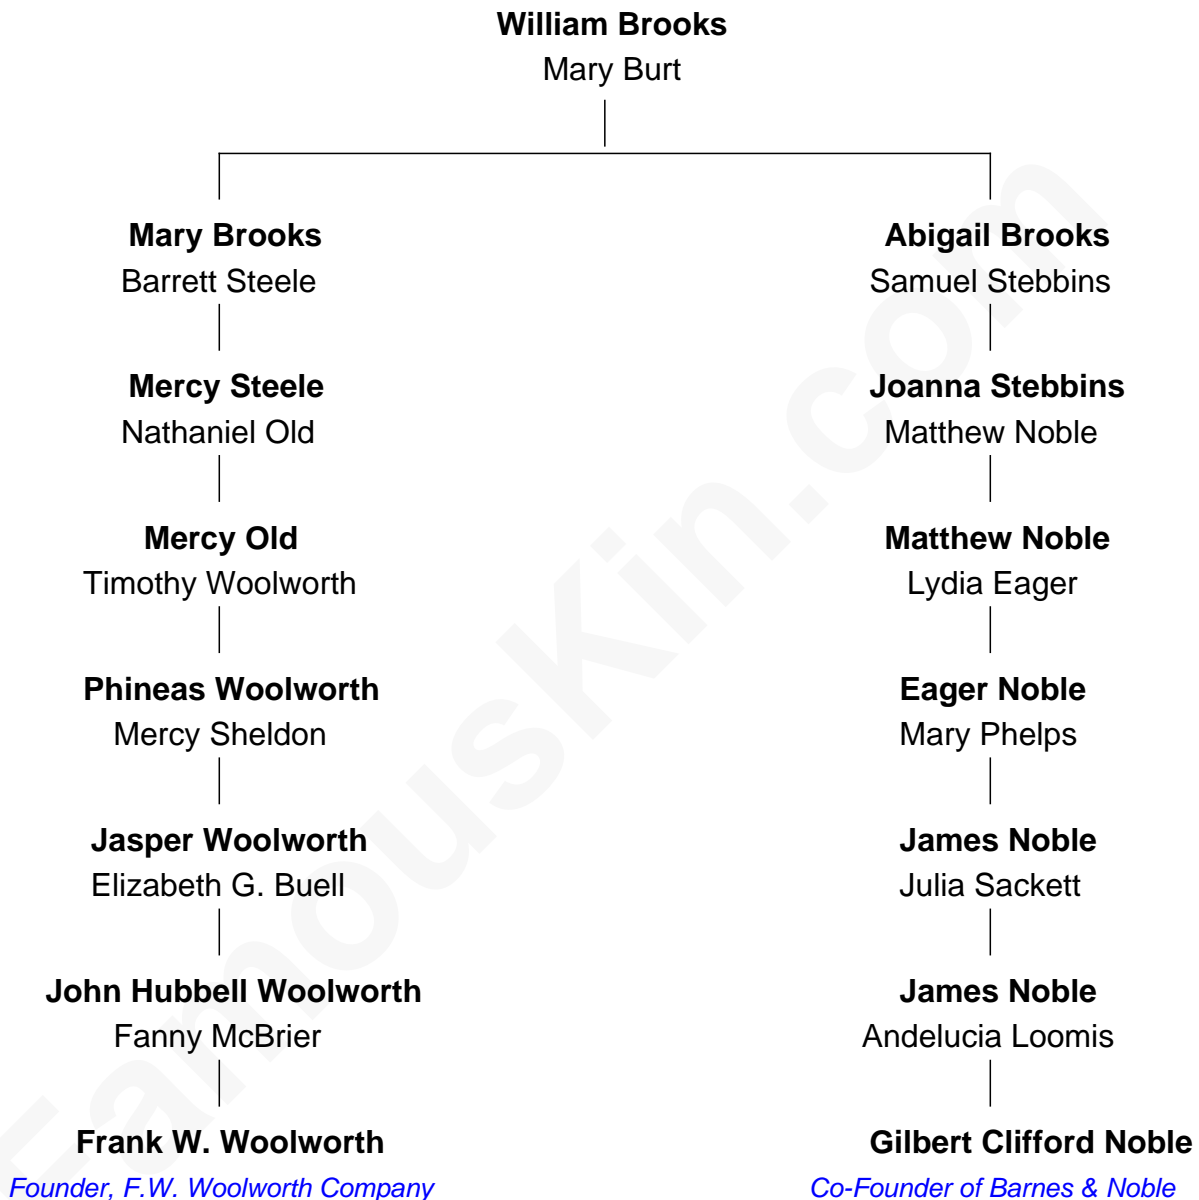 William Brooks
Mary Burt
Mary Brooks
Barrett Steele
Abigail Brooks
Samuel Stebbins
Mercy Steele
Nathaniel Old
Joanna Stebbins
Matthew Noble
Mercy Old
Timothy Woolworth
Matthew Noble
Lydia Eager
Phineas Woolworth
Mercy Sheldon
Eager Noble
Mary Phelps
Jasper Woolworth
Elizabeth G. Buell
James Noble
Julia Sackett
John Hubbell Woolworth
Fanny McBrier
James Noble
Andelucia Loomis
Frank W. Woolworth
Founder, F.W. Woolworth Company
Gilbert Clifford Noble
Co-Founder of Barnes & Noble
FamousKin.com